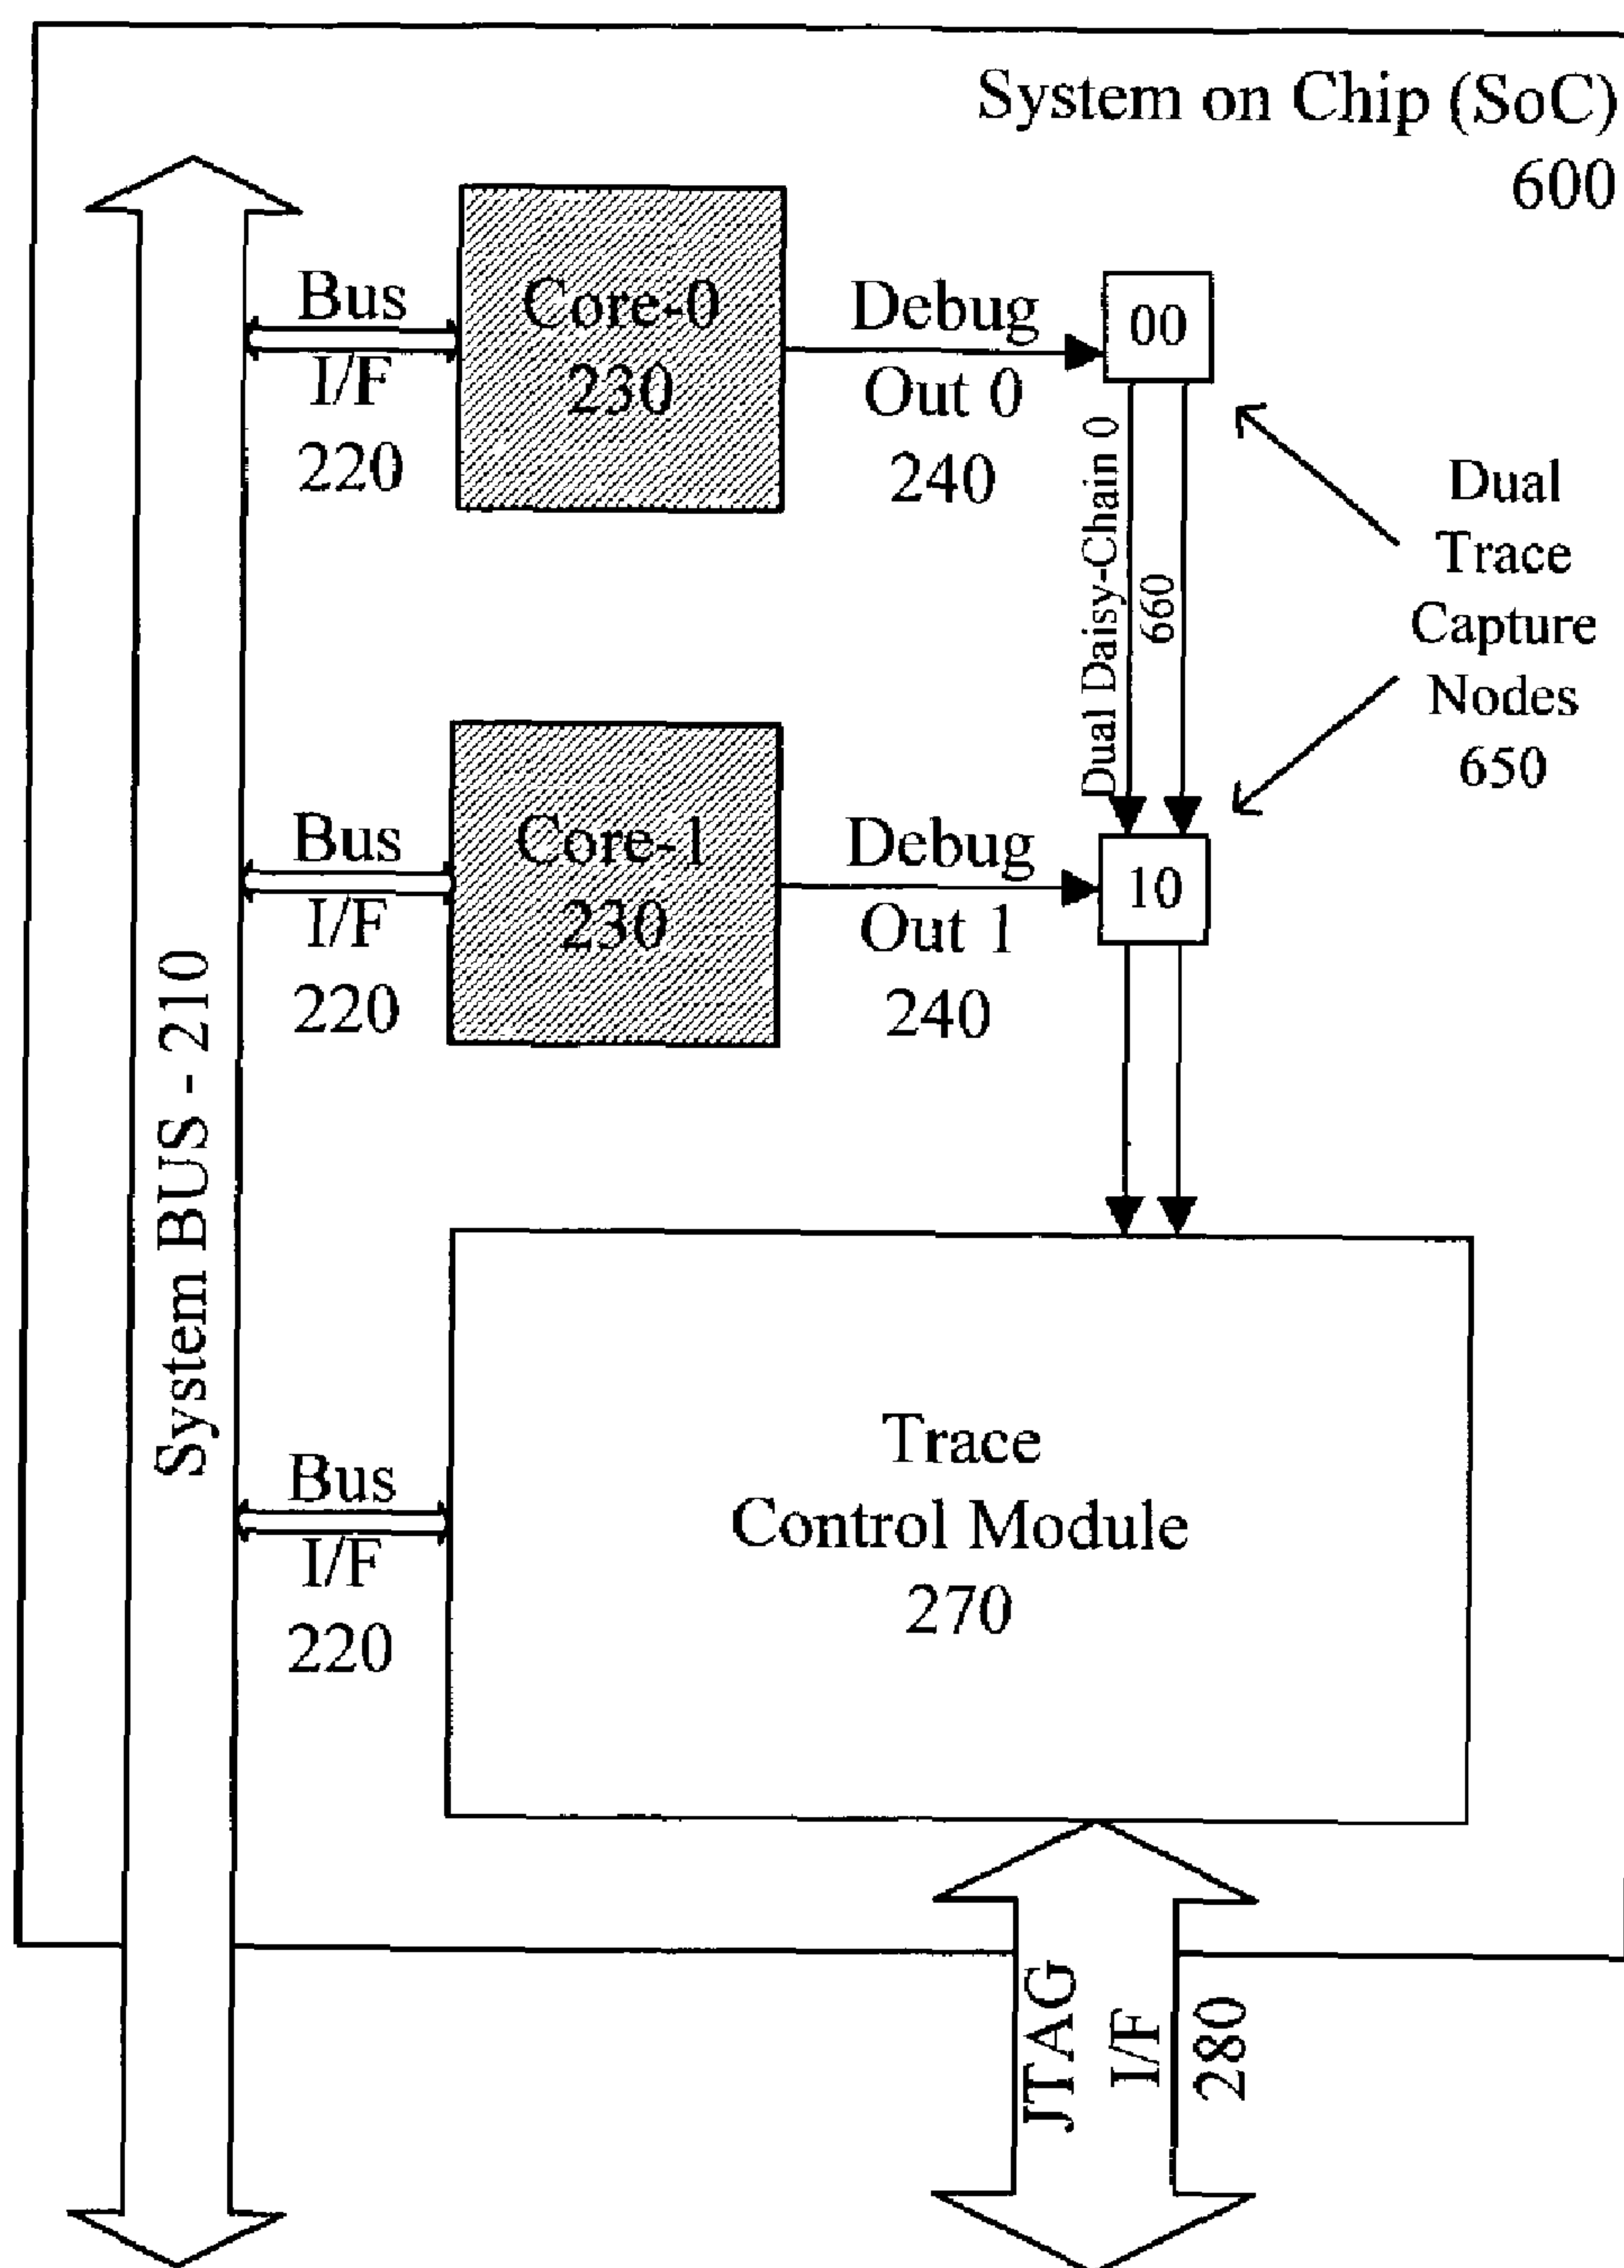 System on Chip (SoC)
600
Bus
I/F
220
Core-0
230
Debug
Out 0
240
00
Dual Daisy-Chain 0
660
Dual
Trace
Capture
Nodes
650
Bus
I/F
220
Core-1
230
Debug
Out 1
240
10
System BUS - 210
Bus
I/F
220
Trace
Control Module
270
JTAG
I/F
280